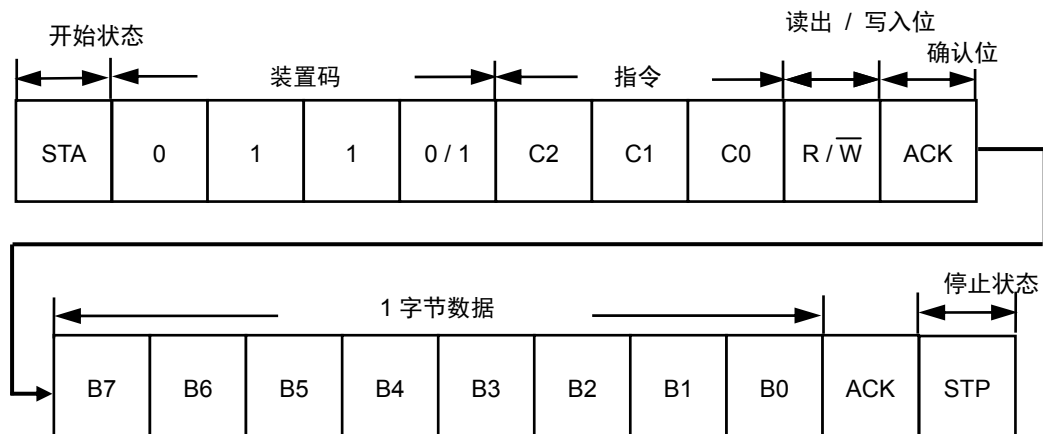 读出 / 写入位
开始状态
确认位
装置码
指令
STA 0 1 1 0 / 1 C2 C1 C0 R / W̅ ACK
停止状态
1 字节数据
B7 B6 B5 B4 B3 B2 B1 B0 ACK STP